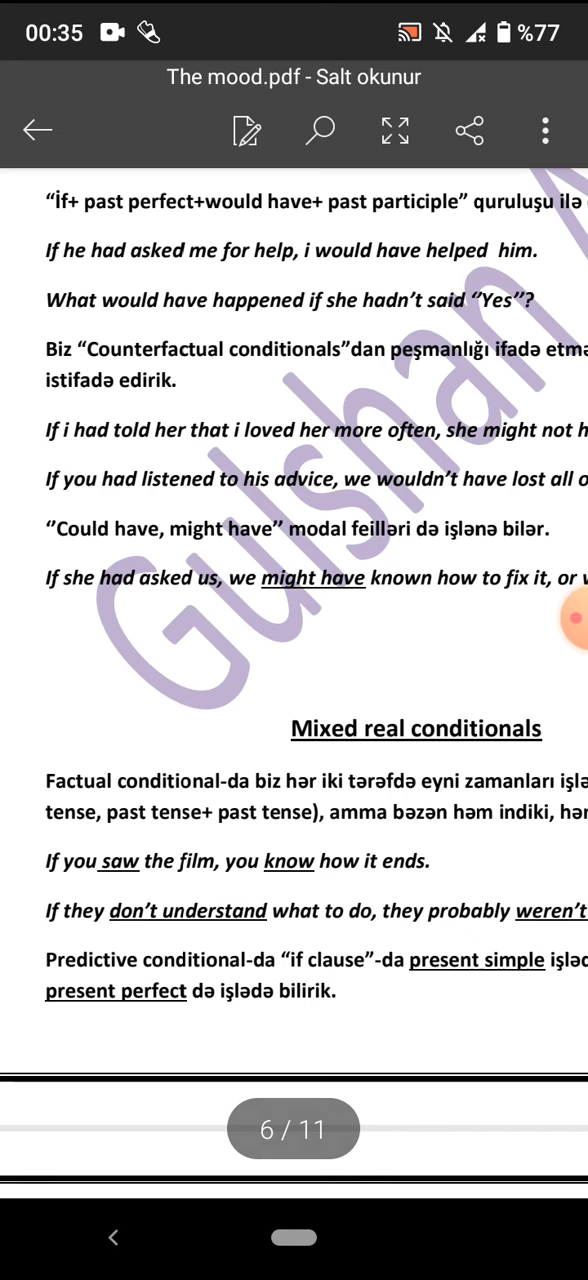 00:35 %77
The mood.pdf - Salt okunur
“İf+ past perfect+would have+ past participle” quruluşu ilə
If he had asked me for help, i would have helped him.
What would have happened if she hadn’t said “Yes”?
Biz “Counterfactual conditionals”dan peşmanlığı ifadə
istifadə edirik.
If i had told her that i loved her more often, she might not
If you had listened to his advice, we wouldn’t have lost all
“Could have, might have” modal feilləri də işlənə bilər.
If she had asked us, we might have known how to fix it, or
Gulshan
Mixed real conditionals
Factual conditional-da biz hər iki tərəfdə eyni zamanları
tense, past tense+ past tense), amma bəzən həm indiki,
If you saw the film, you know how it ends.
If they don’t understand what to do, they probably weren’t
Predictive conditional-da “if clause”-da present simple
present perfect də işlədə bilirik.
6 / 11